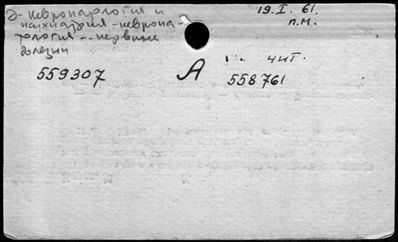 Э- невропатология и 19.I. 61.
психиатрия - невропа п.м.
тология -- нервные
болезни
чит.
559307 А 558761